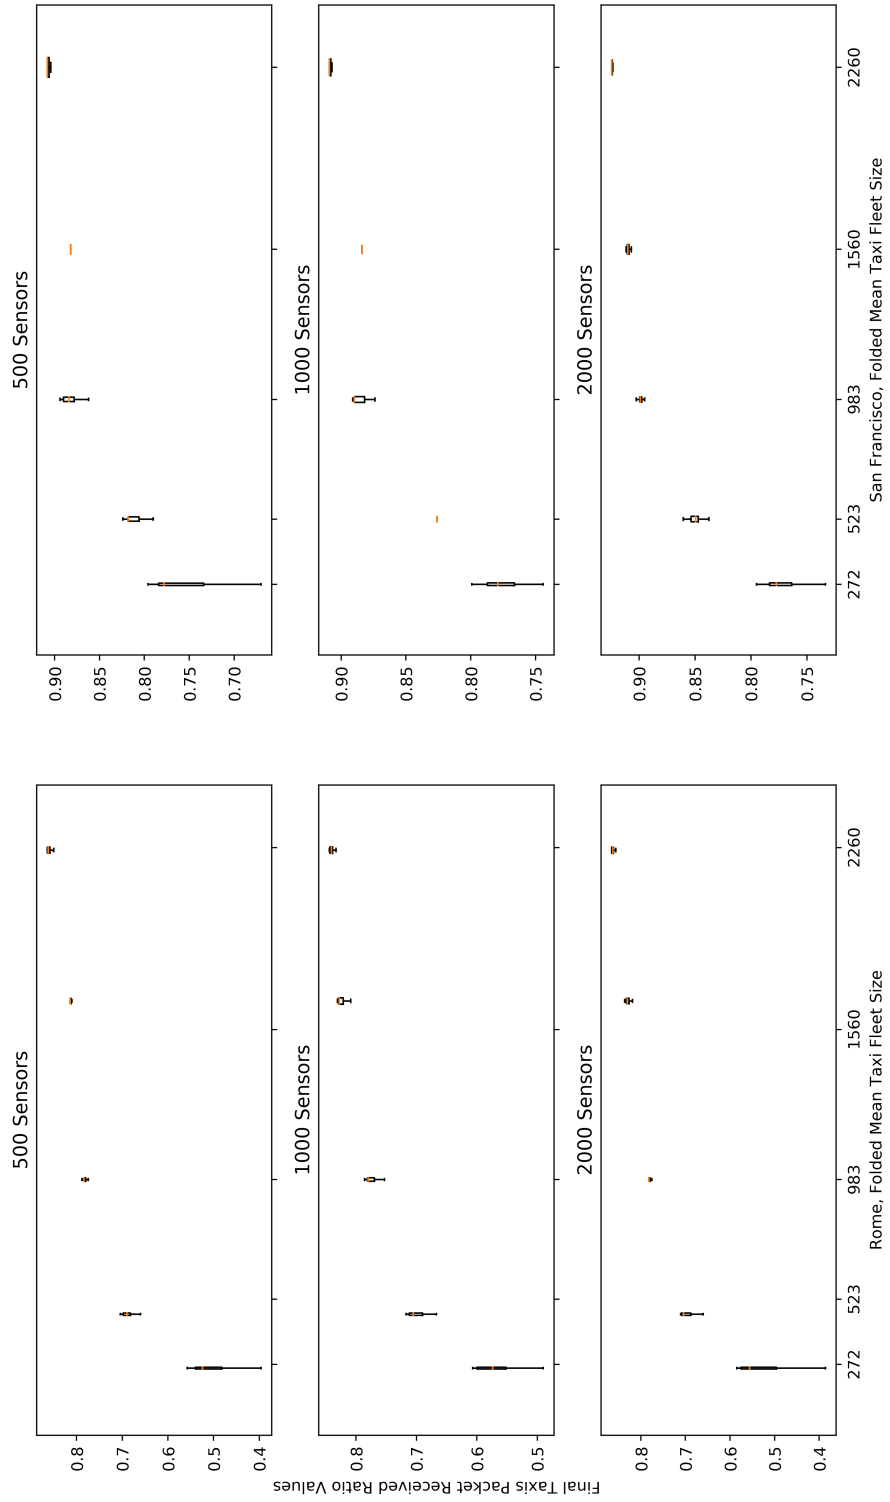 Final Taxis Packet Received Ratio Values
500 Sensors
0.8
0.7
0.6
0.5
0.4
500 Sensors
0.90
0.85
0.80
0.75
0.70
1000 Sensors
0.8
0.7
0.6
0.5
1000 Sensors
0.90
0.85
0.80
0.75
2000 Sensors
0.8
0.7
0.6
0.5
0.4
272 523 983 1560 2260
Rome, Folded Mean Taxi Fleet Size
2000 Sensors
0.90
0.85
0.80
0.75
272 523 983 1560 2260
San Francisco, Folded Mean Taxi Fleet Size